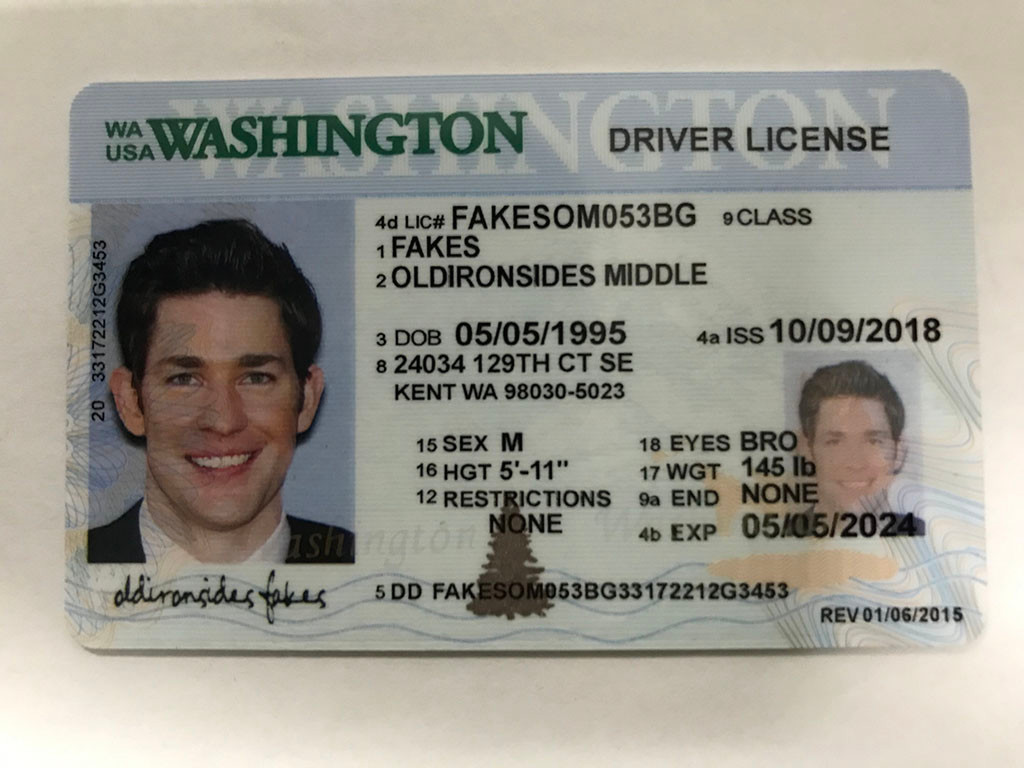 WA
USA WASHINGTON
WASHINGTON
DRIVER LICENSE
4d LIC# FAKESOM053BG 9 CLASS
1 FAKES
2 OLDIRONSIDES MIDDLE
3 DOB 05/05/1995 4a ISS 10/09/2018
8 24034 129TH CT SE
KENT WA 98030-5023
15 SEX M 18 EYES BRO
16 HGT 5'-11" 17 WGT 145 lb
12 RESTRICTIONS 9a END NONE
NONE 4b EXP 05/05/2024
20 33172212G3453
Washington
oldironsides fakes
5 DD FAKESOM053BG33172212G3453
REV 01/06/2015